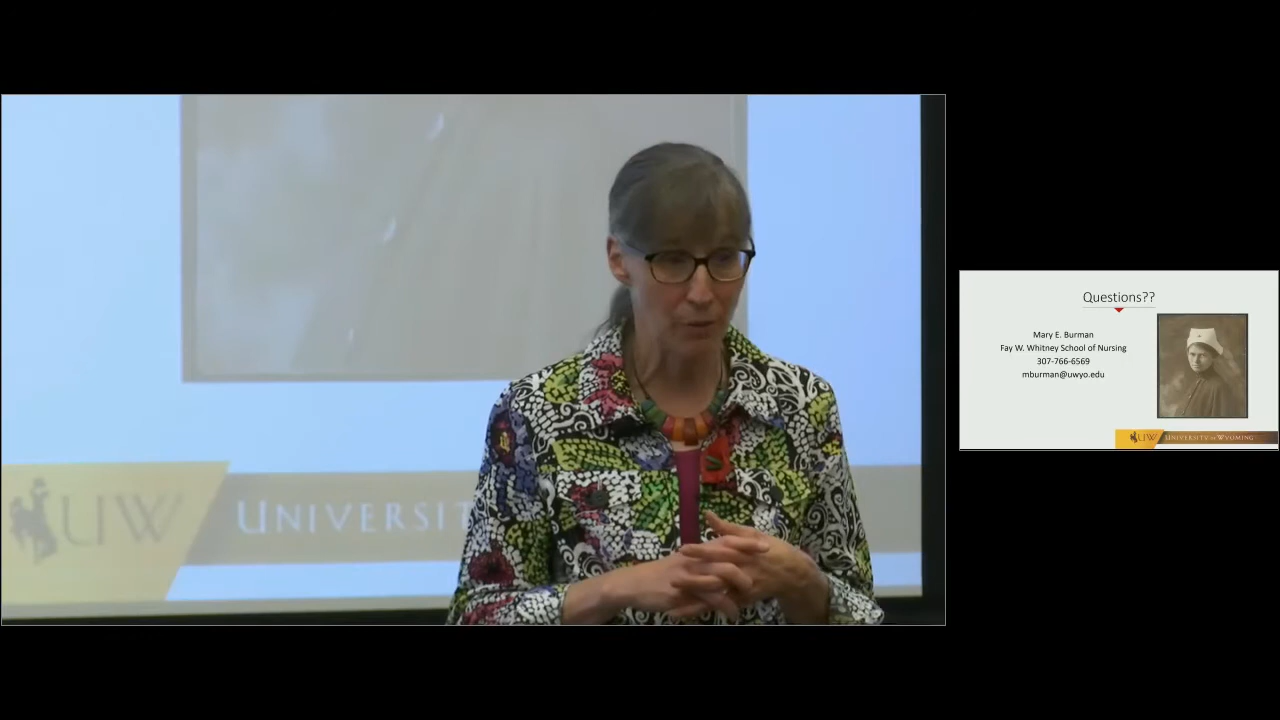 UW
UNIVERSIT
Questions??
Mary E. Burman
Fay W. Whitney School of Nursing
307-766-6569
mburman@uwyo.edu
UW UNIVERSITY OF WYOMING